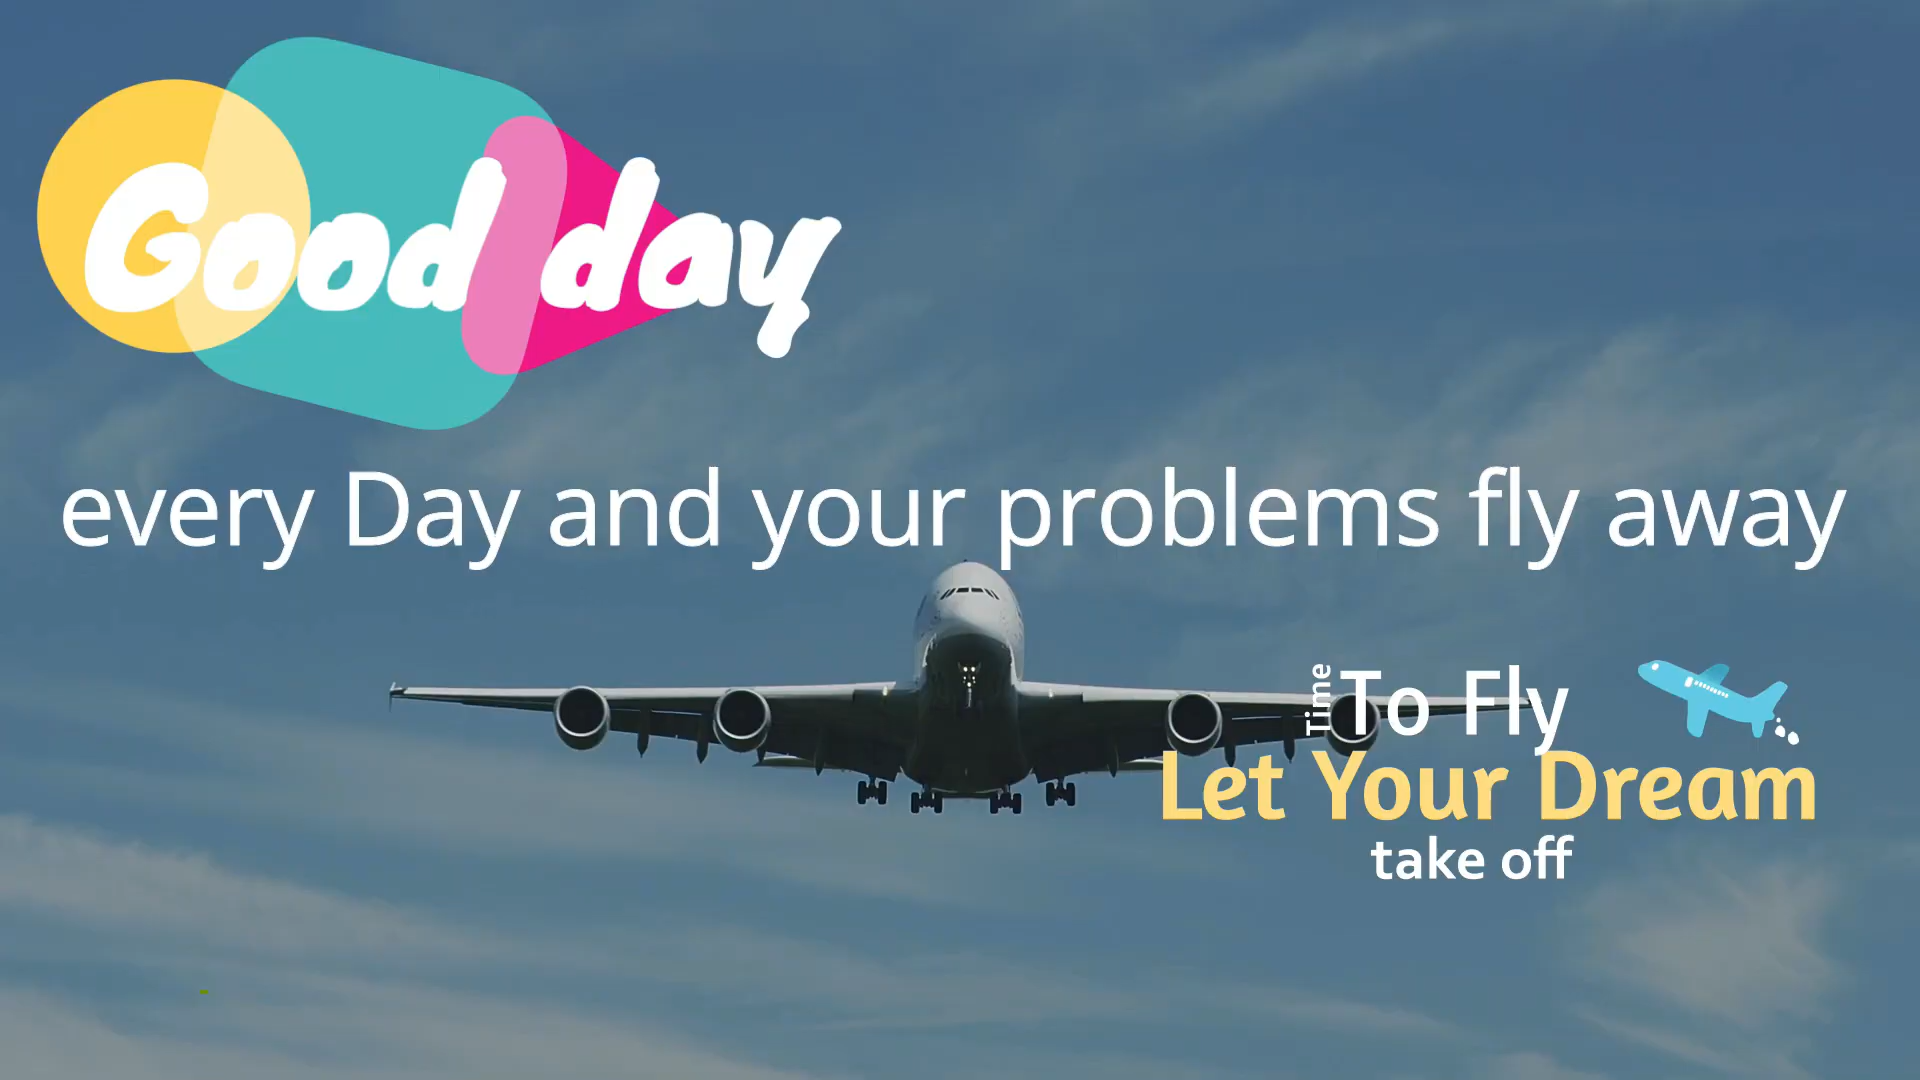 Good day
every Day and your problems fly away
Time To Fly
Let Your Dream
take off